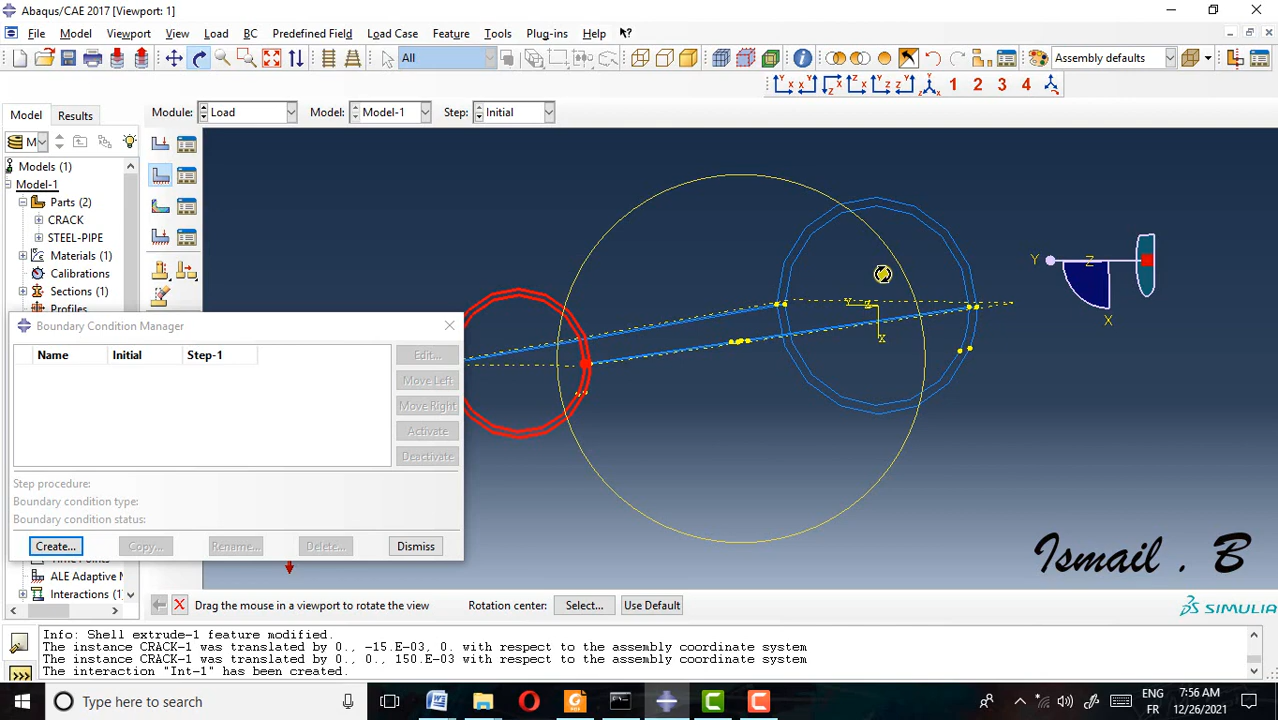 Abaqus/CAE 2017 [Viewport: 1]
File Model Viewport View Load BC Predefined Field Load Case Feature Tools Plug-ins Help
All
Assembly defaults
1 2 3 4
Model Results
Module: Load Model: Model-1 Step: Initial
M
Models (1)
Model-1
Parts (2)
CRACK
STEEL-PIPE
Materials (1)
Calibrations
Sections (1)
Profiles
Boundary Condition Manager
Name Initial Step-1
Edit...
Move Left
Move Right
Activate
Deactivate
Step procedure:
Boundary condition type:
Boundary condition status:
Create... Copy... Rename... Delete... Dismiss
Y Z X
Y Z X
Ismail . B
Time Points
ALE Adaptive M
Interactions (1
Drag the mouse in a viewport to rotate the view Rotation center: Select... Use Default
SIMULIA
Info: Shell extrude-1 feature modified.
The instance CRACK-1 was translated by 0., -15.E-03, 0. with respect to the assembly coordinate system
The instance CRACK-1 was translated by 0., 0., 150.E-03 with respect to the assembly coordinate system
The interaction "Int-1" has been created.
Type here to search
ENG
FR
7:56 AM
12/26/2021